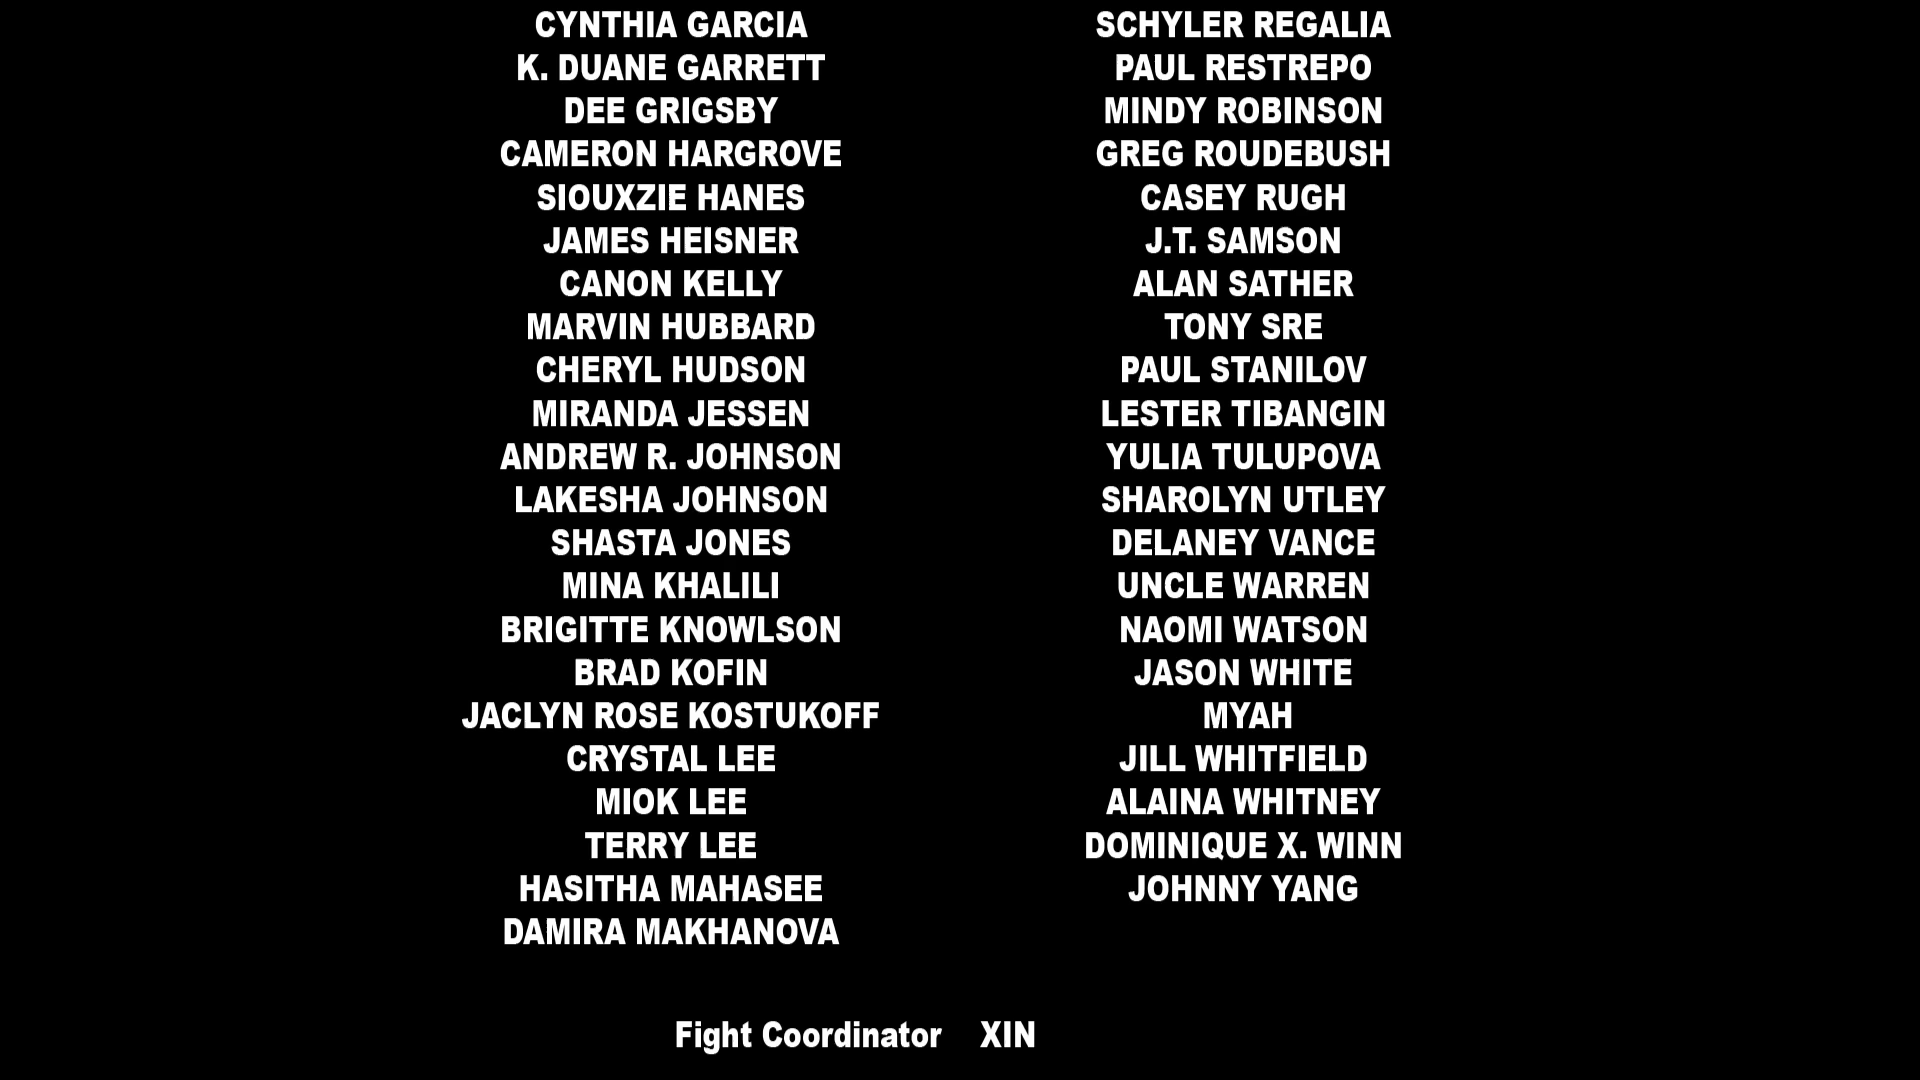 CYNTHIA GARCIA
K. DUANE GARRETT
DEE GRIGSBY
CAMERON HARGROVE
SIOUXZIE HANES
JAMES HEISNER
CANON KELLY
MARVIN HUBBARD
CHERYL HUDSON
MIRANDA JESSEN
ANDREW R. JOHNSON
LAKESHA JOHNSON
SHASTA JONES
MINA KHALILI
BRIGITTE KNOWLSON
BRAD KOFIN
JACLYN ROSE KOSTUKOFF
CRYSTAL LEE
MIOK LEE
TERRY LEE
HASITHA MAHASEE
DAMIRA MAKHANOVA
SCHYLER REGALIA
PAUL RESTREPO
MINDY ROBINSON
GREG ROUDEBUSH
CASEY RUGH
J.T. SAMSON
ALAN SATHER
TONY SRE
PAUL STANILOV
LESTER TIBANGIN
YULIA TULUPOVA
SHAROLYN UTLEY
DELANEY VANCE
UNCLE WARREN
NAOMI WATSON
JASON WHITE
MYAH
JILL WHITFIELD
ALAINA WHITNEY
DOMINIQUE X. WINN
JOHNNY YANG
Fight Coordinator XIN